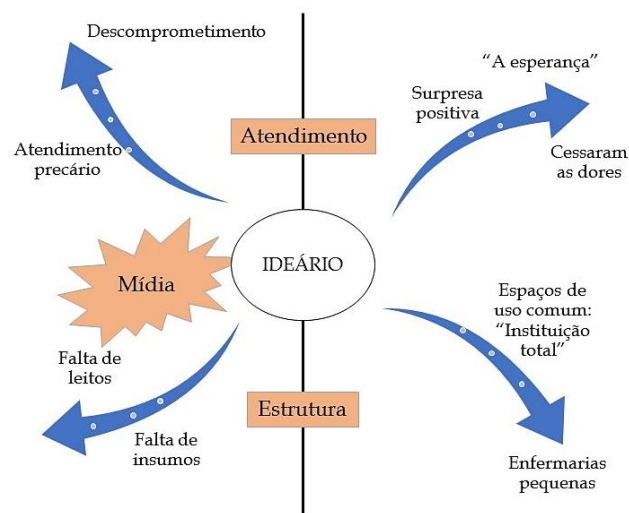 Descomprometimento
Atendimento
precário
Atendimento
"A esperança"
Surpresa
positiva
Cessaram
as dores
Mídia
IDEÁRIO
Falta de
leitos
Falta de
insumos
Estrutura
Espaços de
uso comum:
"Instituição
total"
Enfermarias
pequenas